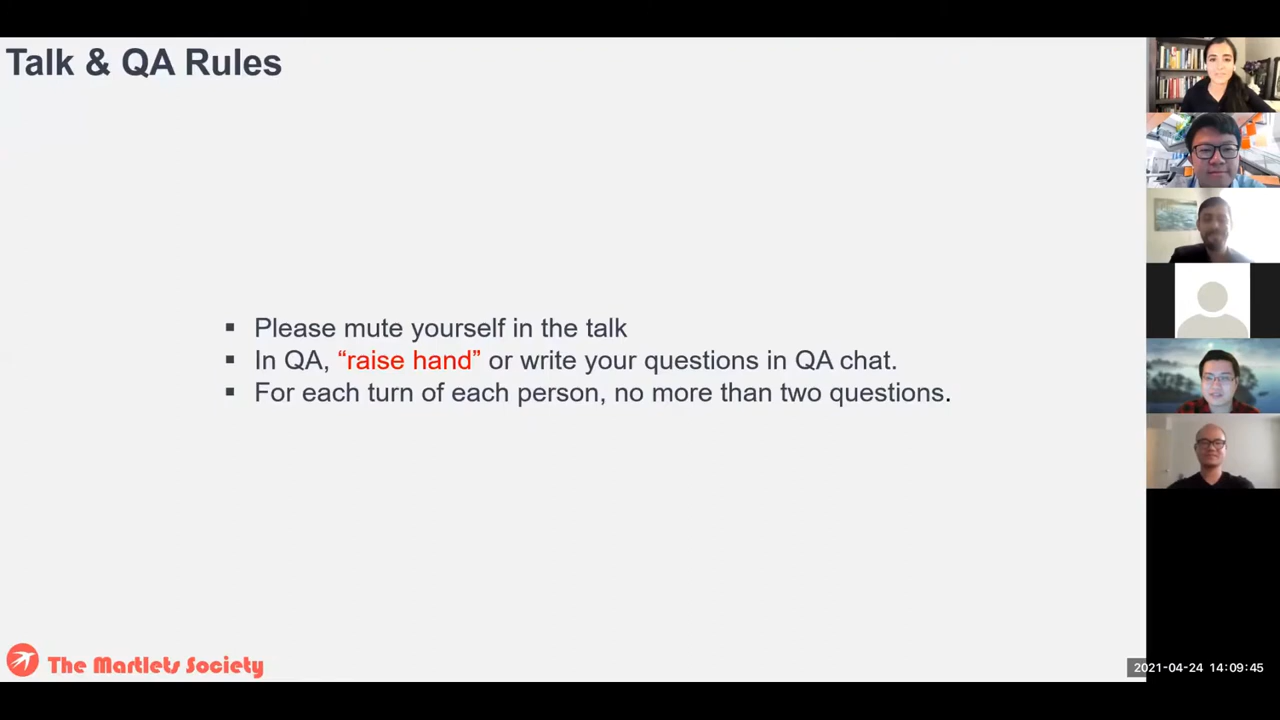 Talk & QA Rules
▪ Please mute yourself in the talk
▪ In QA, “raise hand” or write your questions in QA chat.
▪ For each turn of each person, no more than two questions.
The Martlets Society
2021-04-24 14:09:45